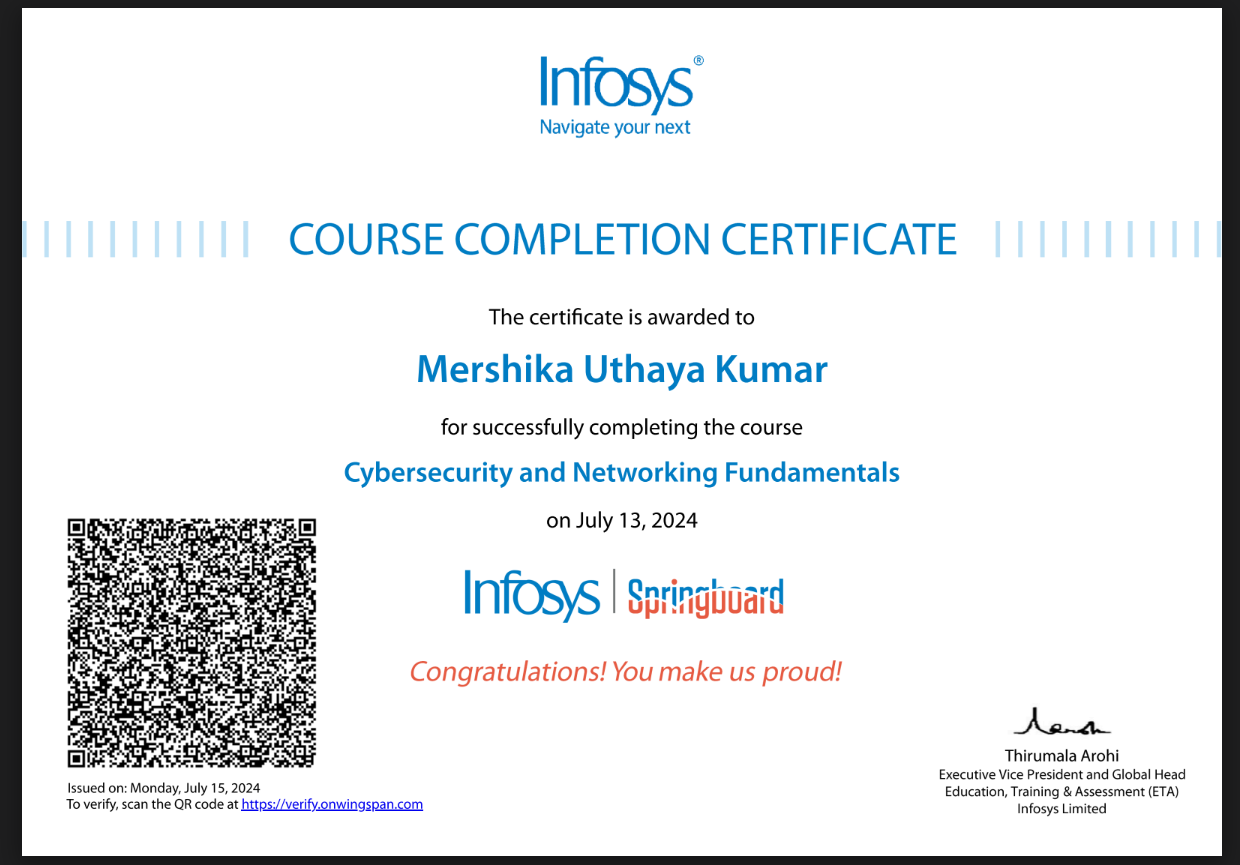 Infosys®
Navigate your next
COURSE COMPLETION CERTIFICATE
The certificate is awarded to
Mershika Uthaya Kumar
for successfully completing the course
Cybersecurity and Networking Fundamentals
on July 13, 2024
Infosys | Springboard
Congratulations! You make us proud!
Issued on: Monday, July 15, 2024
To verify, scan the QR code at https://verify.onwingspan.com
Thirumala Arohi
Executive Vice President and Global Head
Education, Training & Assessment (ETA)
Infosys Limited